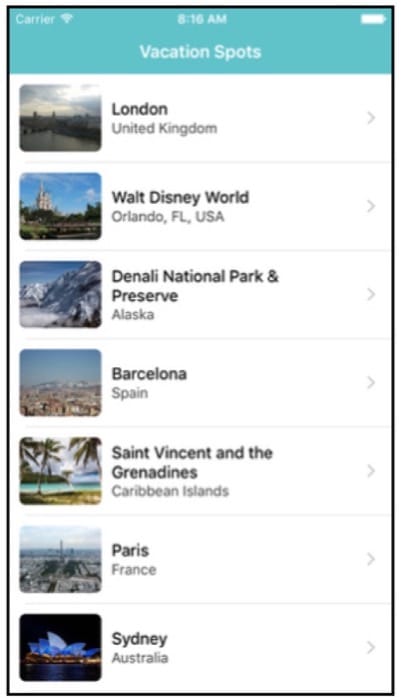 Carrier 8:16 AM
Vacation Spots
London
United Kingdom
Walt Disney World
Orlando, FL, USA
Denali National Park &
Preserve
Alaska
Barcelona
Spain
Saint Vincent and the
Grenadines
Caribbean Islands
Paris
France
Sydney
Australia